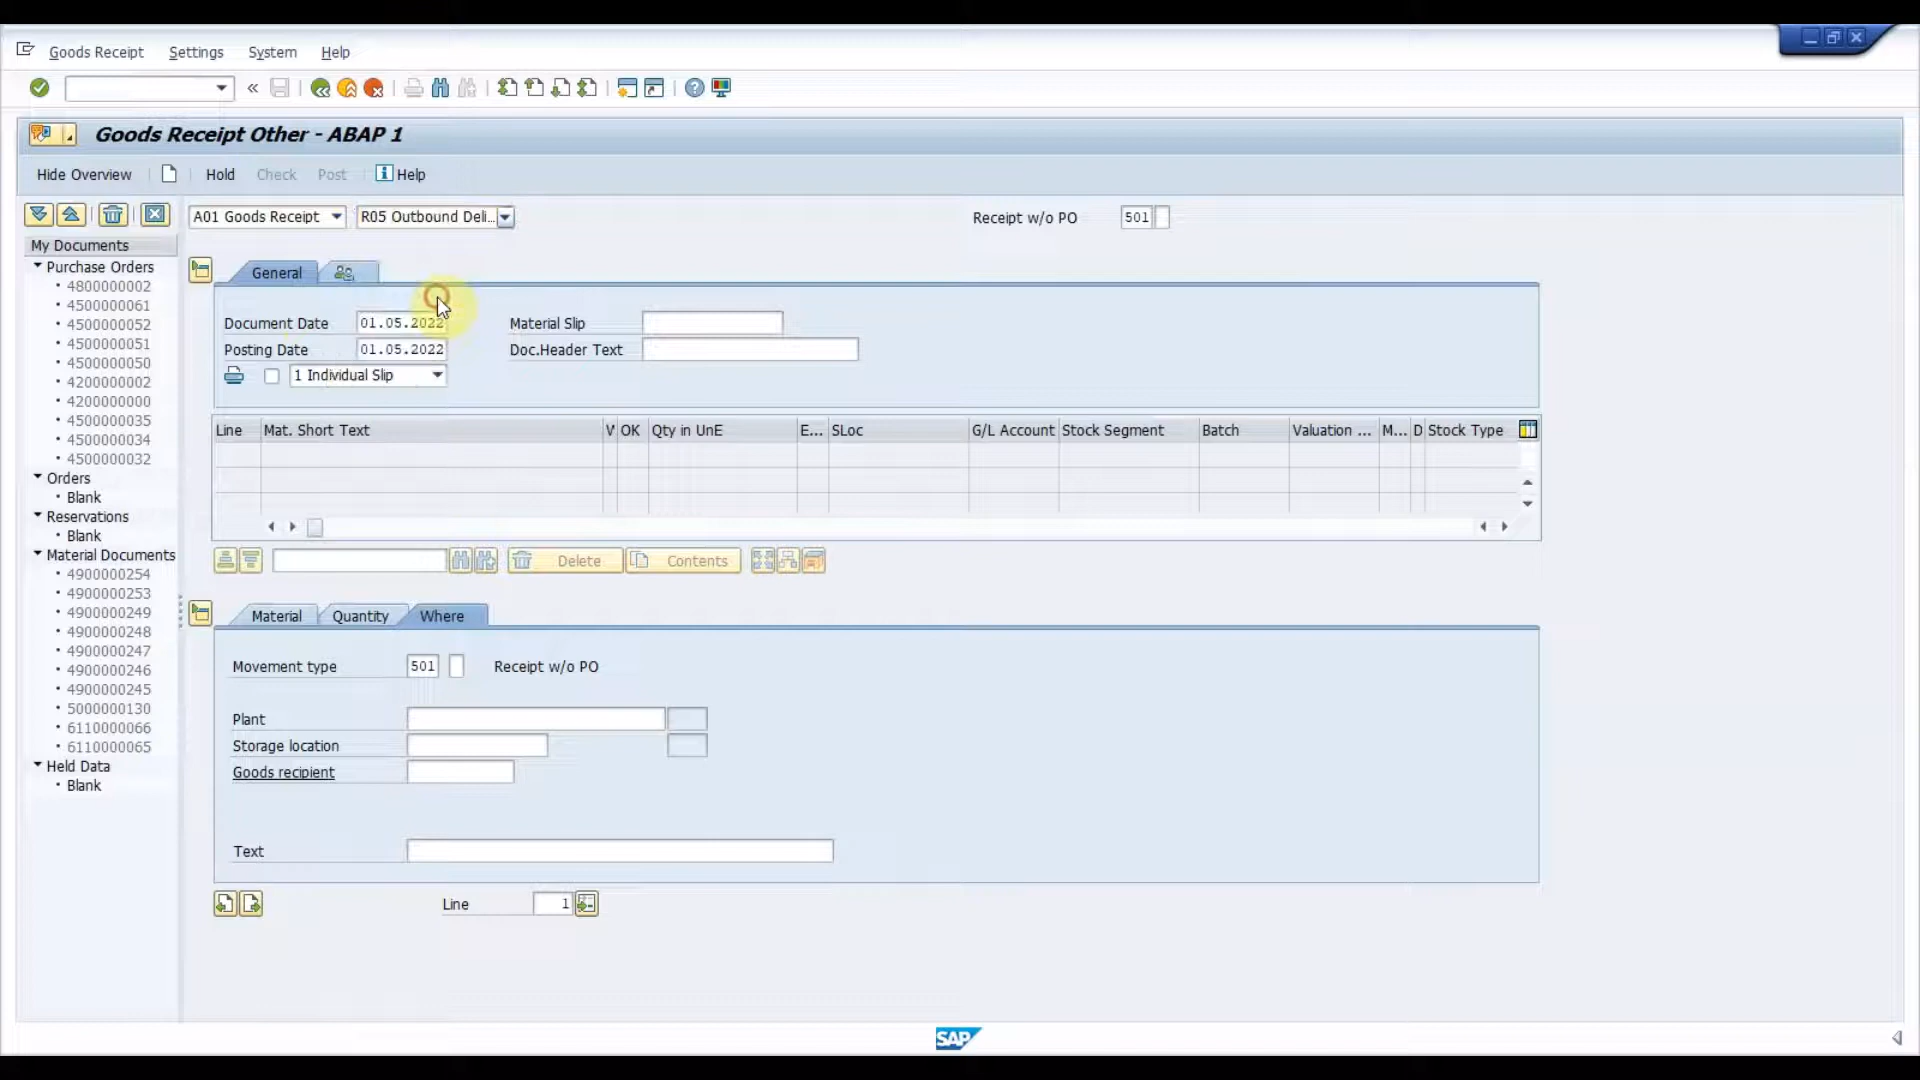 Goods Receipt Settings System Help
Goods Receipt Other - ABAP 1
Hide Overview Hold Check Post Help
A01 Goods Receipt R05 Outbound Deli... Receipt w/o PO 501
My Documents
Purchase Orders
4800000002
4500000061
4500000052
4500000051
4500000050
4200000002
4200000000
4500000035
4500000034
4500000032
Orders
Blank
Reservations
Blank
Material Documents
4900000254
4900000253
4900000249
4900000248
4900000247
4900000246
4900000245
5000000130
6110000066
6110000065
Held Data
Blank
General
Document Date 01.05.2022 Material Slip
Posting Date 01.05.2022 Doc.Header Text
1 Individual Slip
Line Mat. Short Text V OK Qty in UnE E... SLoc G/L Account Stock Segment Batch Valuation ... M... D Stock Type
Delete Contents
Material Quantity Where
Movement type 501 Receipt w/o PO
Plant
Storage location
Goods recipient
Text
Line 1
SAP